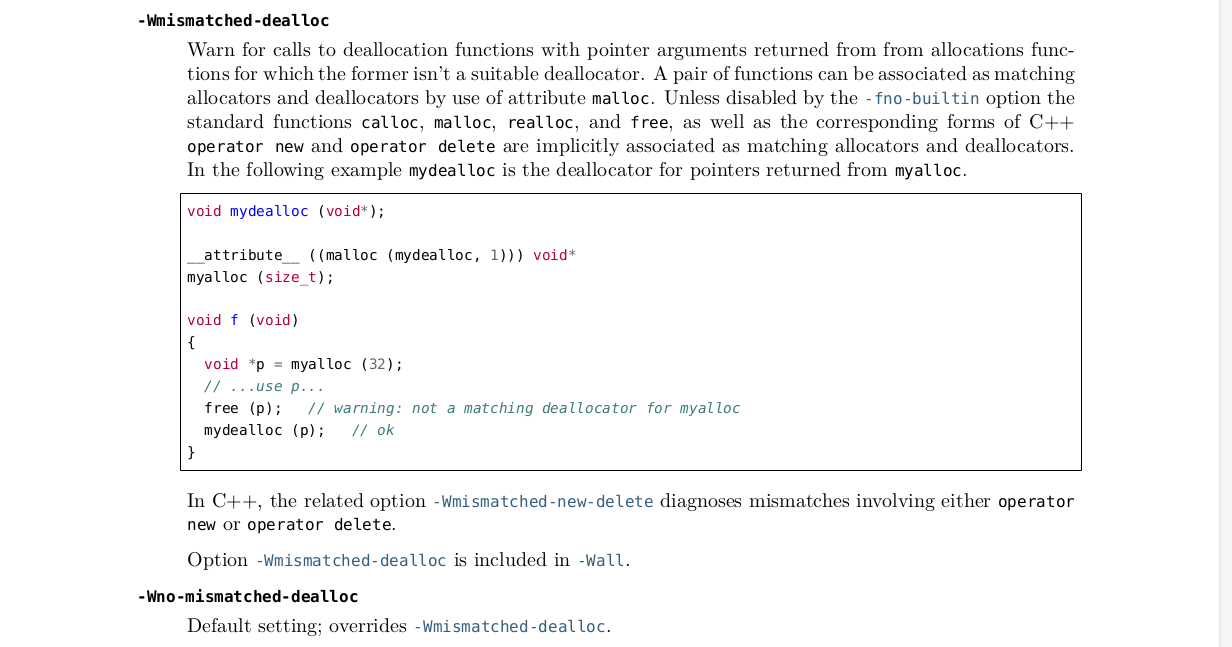 -Wmismatched-dealloc
Warn for calls to deallocation functions with pointer arguments returned from from allocations func-
tions for which the former isn't a suitable deallocator. A pair of functions can be associated as matching
allocators and deallocators by use of attribute malloc. Unless disabled by the -fno-builtin option the
standard functions calloc, malloc, realloc, and free, as well as the corresponding forms of C++
operator new and operator delete are implicitly associated as matching allocators and deallocators.
In the following example mydealloc is the deallocator for pointers returned from myalloc.
void mydealloc (void*);
__attribute__ ((malloc (mydealloc, 1))) void*
myalloc (size_t);
void f (void)
{
  void *p = myalloc (32);
  // ...use p...
  free (p);   // warning: not a matching deallocator for myalloc
  mydealloc (p);   // ok
}
In C++, the related option -Wmismatched-new-delete diagnoses mismatches involving either operator
new or operator delete.
Option -Wmismatched-dealloc is included in -Wall.
-Wno-mismatched-dealloc
Default setting; overrides -Wmismatched-dealloc.